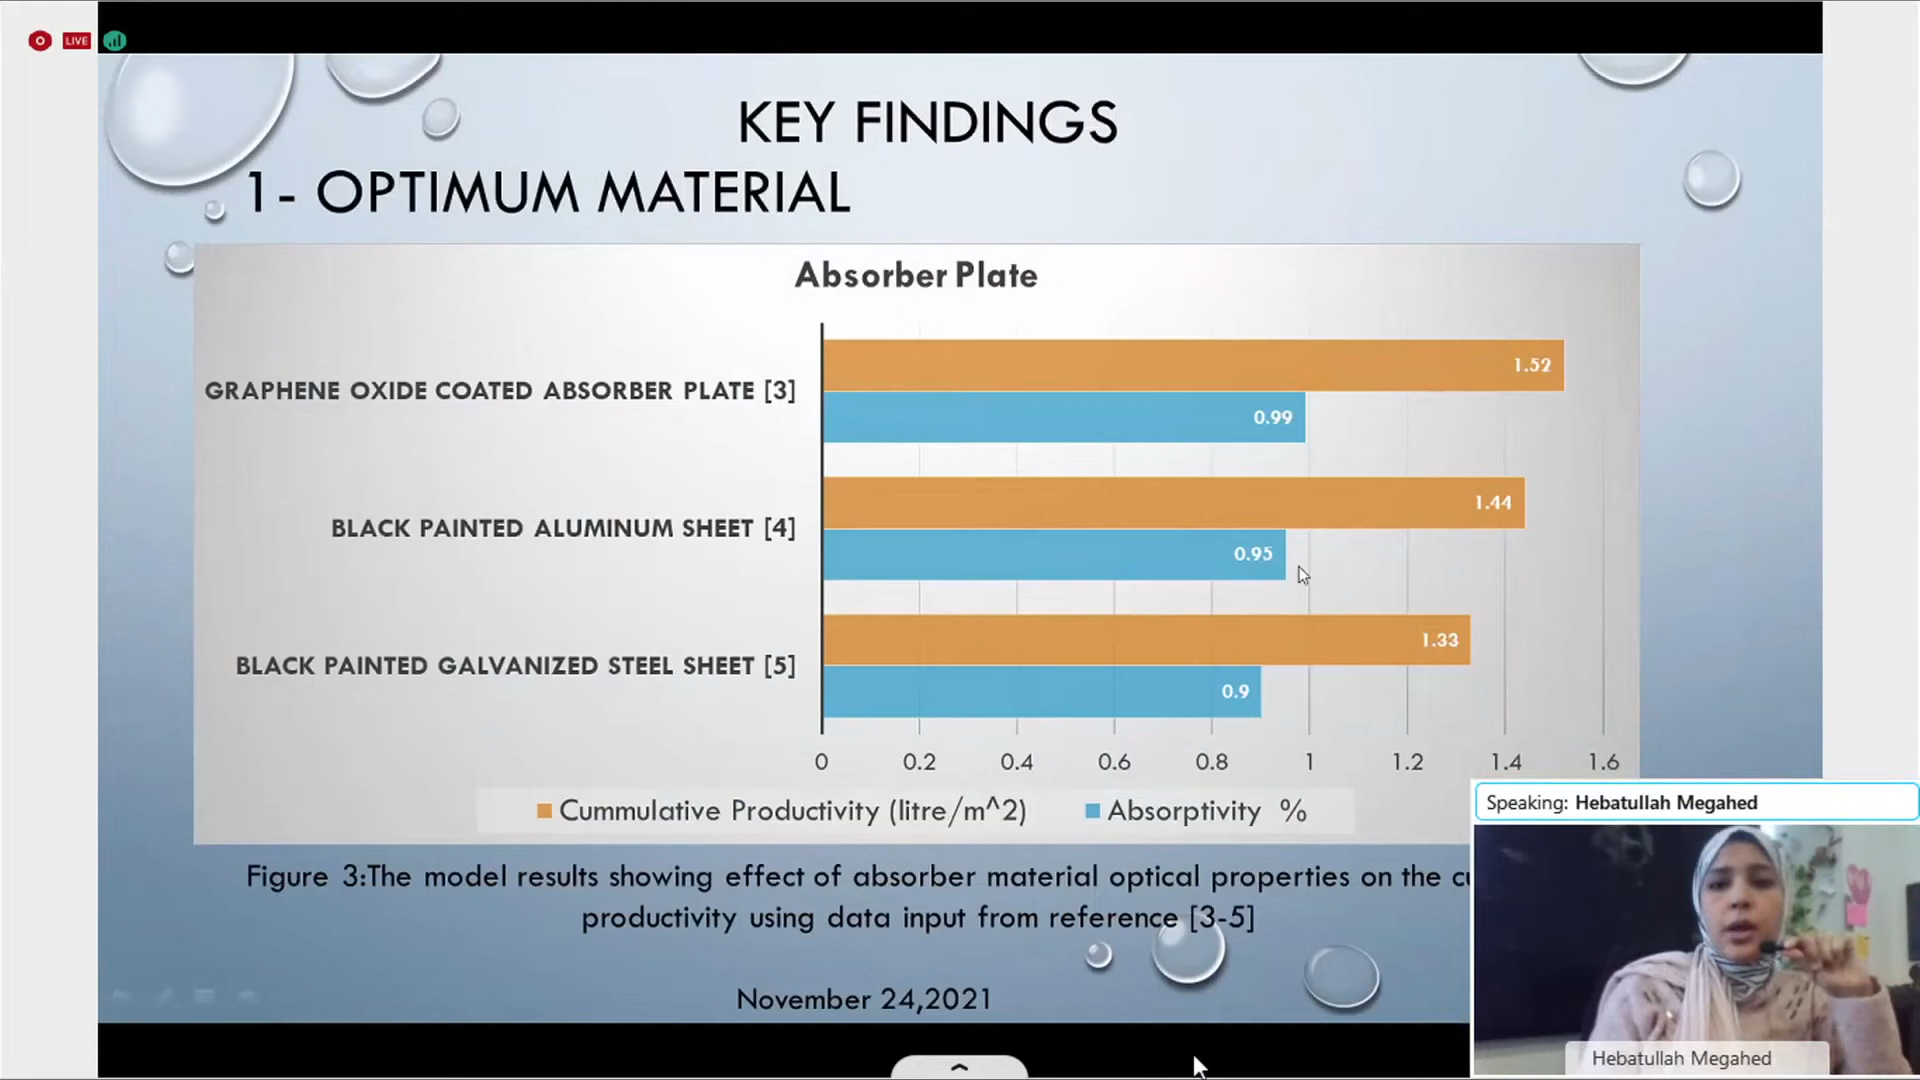 LIVE
KEY FINDINGS
1- OPTIMUM MATERIAL
Absorber Plate
GRAPHENE OXIDE COATED ABSORBER PLATE [3]
1.52
0.99
BLACK PAINTED ALUMINUM SHEET [4]
1.44
0.95
BLACK PAINTED GALVANIZED STEEL SHEET [5]
1.33
0.9
0 0.2 0.4 0.6 0.8 1 1.2 1.4 1.6
Cummulative Productivity (litre/m^2) Absorptivity %
Speaking: Hebatullah Megahed
Figure 3:The model results showing effect of absorber material optical properties on the
productivity using data input from reference [3-5]
November 24,2021
Hebatullah Megahed